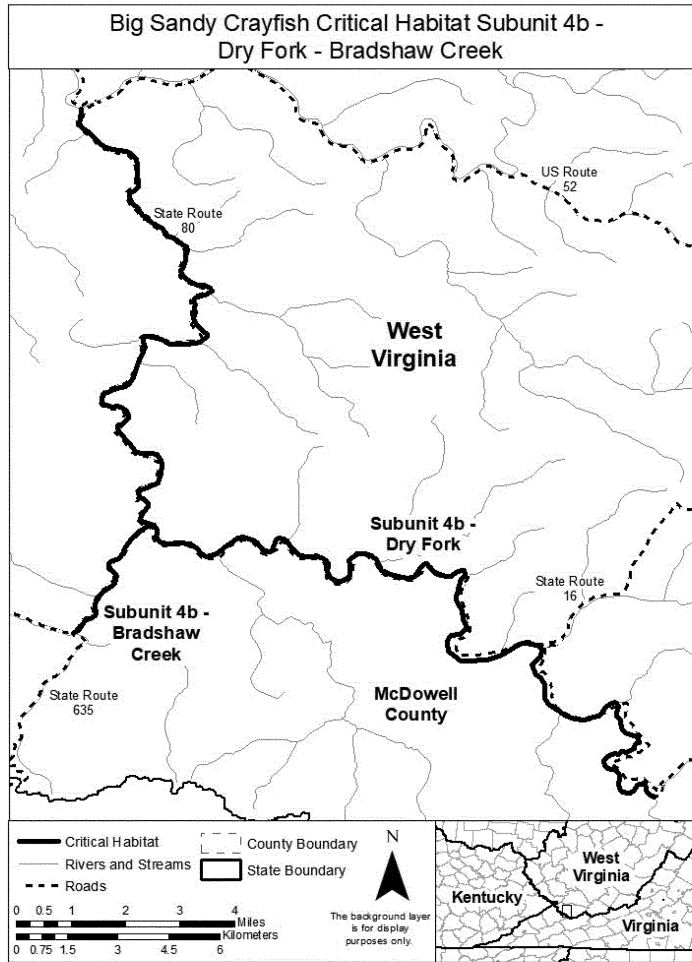 Big Sandy Crayfish Critical Habitat Subunit 4b -
Dry Fork - Bradshaw Creek
US Route
52
State Route
80
West
Virginia
Subunit 4b -
Dry Fork
State Route
16
Subunit 4b -
Bradshaw
Creek
State Route
635
McDowell
County
Critical Habitat
Rivers and Streams
Roads
County Boundary
State Boundary
N
The background layer
is for display
purposes only.
0 0.5 1 2 3 4
Miles
Kilometers
0 0.75 1.5 3 4.5 6
West
Virginia
Kentucky
Virginia